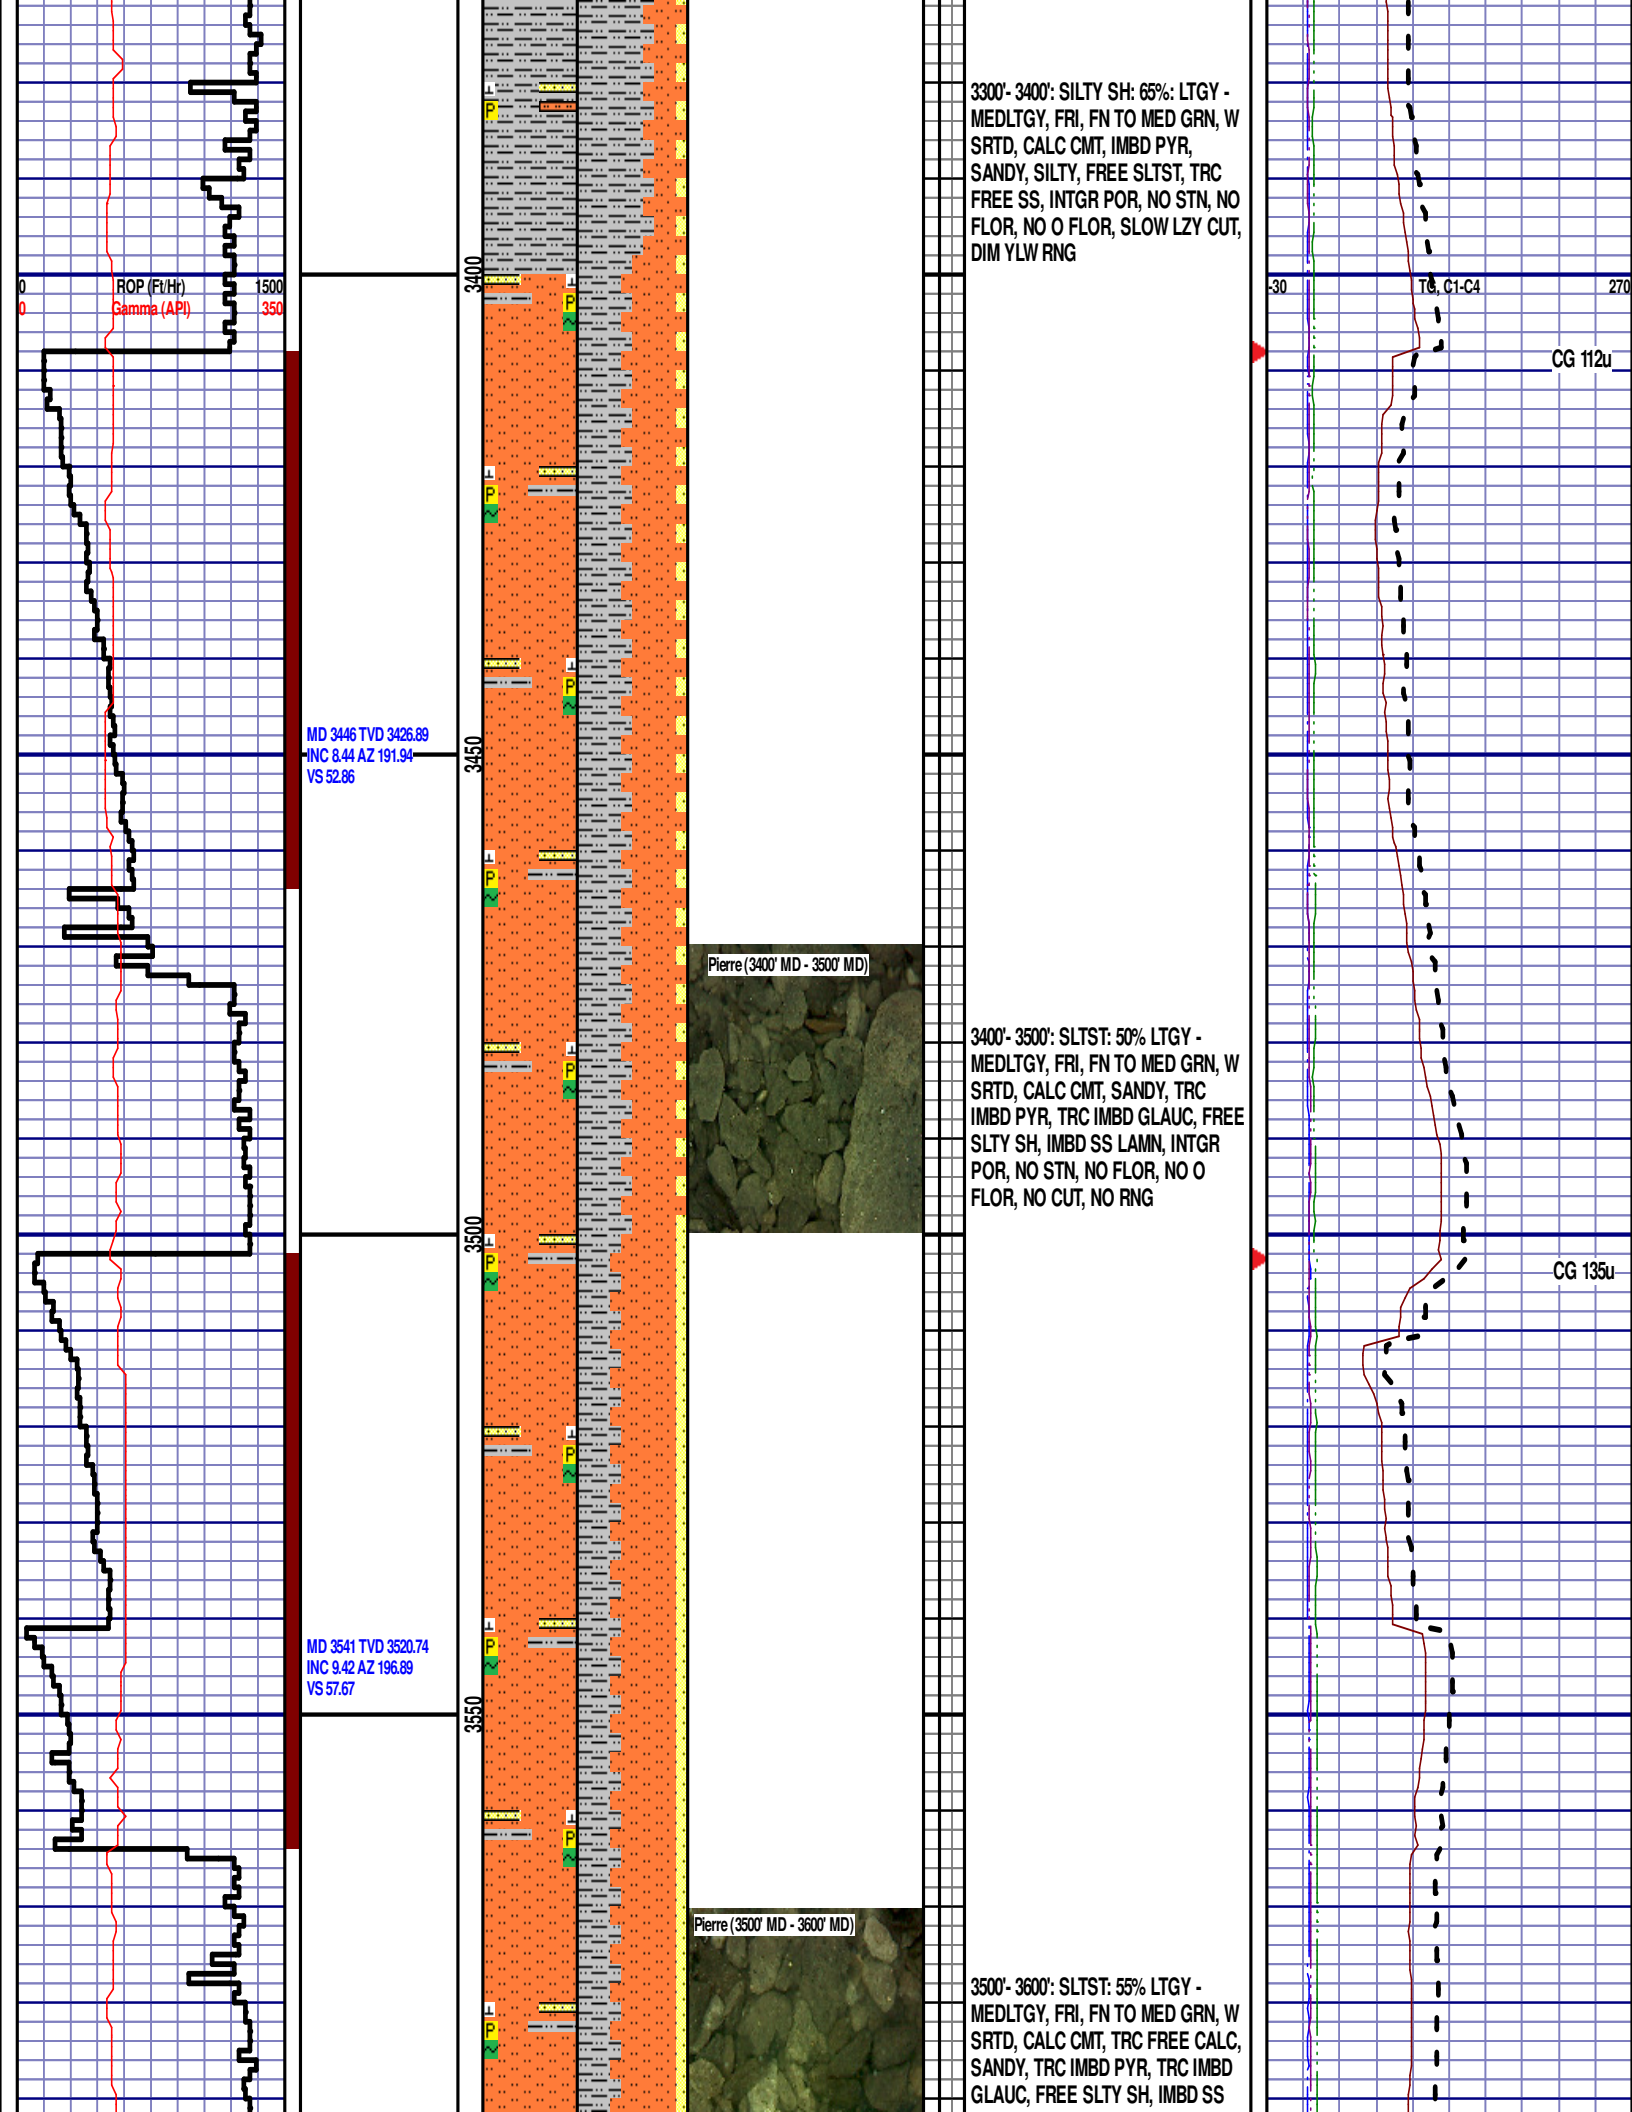 3300'- 3400': SILTY SH: 65%: LTGY -
MEDLTGY, FRI, FN TO MED GRN, W
SRTD, CALC CMT, IMBD PYR,
SANDY, SILTY, FREE SLTST, TRC
FREE SS, INTGR POR, NO STN, NO
FLOR, NO O FLOR, SLOW LZY CUT,
DIM YLW RNG
3400
0 ROP (Ft/Hr) 1500
0 Gamma (API) 350
-30 TG, C1-C4 270
CG 112u
P
P
P
P
MD 3446 TVD 3426.89
INC 8.44 AZ 191.94
VS 52.86
3450
P
Pierre (3400' MD - 3500' MD)
3400'- 3500': SLTST: 50% LTGY -
MEDLTGY, FRI, FN TO MED GRN, W
SRTD, CALC CMT, SANDY, TRC
IMBD PYR, TRC IMBD GLAUC, FREE
SLTY SH, IMBD SS LAMN, INTGR
POR, NO STN, NO FLOR, NO O
FLOR, NO CUT, NO RNG
P
3500
P
CG 135u
P
MD 3541 TVD 3520.74
INC 9.42 AZ 196.89
VS 57.67
P
3550
P
Pierre (3500' MD - 3600' MD)
3500'- 3600': SLTST: 55% LTGY -
MEDLTGY, FRI, FN TO MED GRN, W
SRTD, CALC CMT, TRC FREE CALC,
SANDY, TRC IMBD PYR, TRC IMBD
GLAUC, FREE SLTY SH, IMBD SS
P